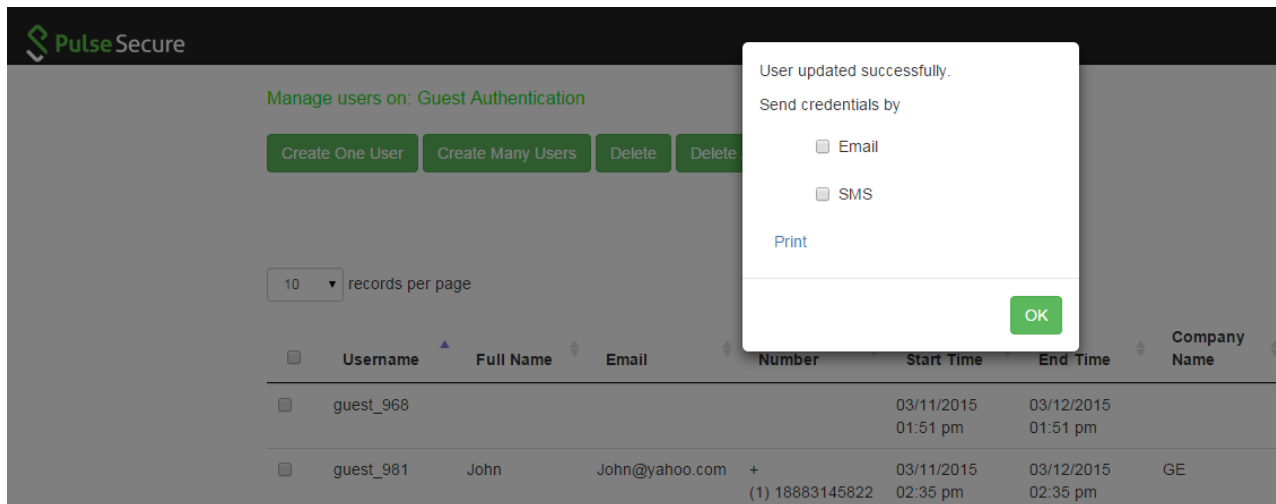 Pulse Secure
User updated successfully.
Manage users on: Guest Authentication
Send credentials by
Create One User Create Many Users Delete Delete
Email
SMS
Print
10 records per page
OK
Username Full Name Email Number Start Time End Time Company Name
guest_968 03/11/2015 03/12/2015
01:51 pm 01:51 pm
guest_981 John John@yahoo.com + 03/11/2015 03/12/2015 GE
(1) 18883145822 02:35 pm 02:35 pm